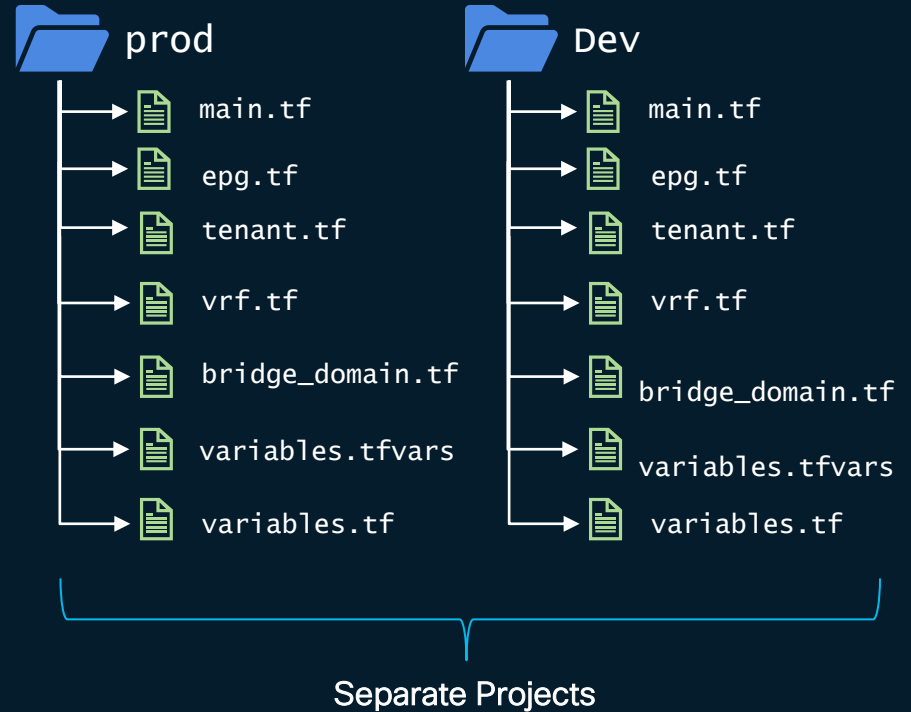 prod
main.tf
epg.tf
tenant.tf
vrf.tf
bridge_domain.tf
variables.tfvars
variables.tf
Dev
main.tf
epg.tf
tenant.tf
vrf.tf
bridge_domain.tf
variables.tfvars
variables.tf
Separate Projects